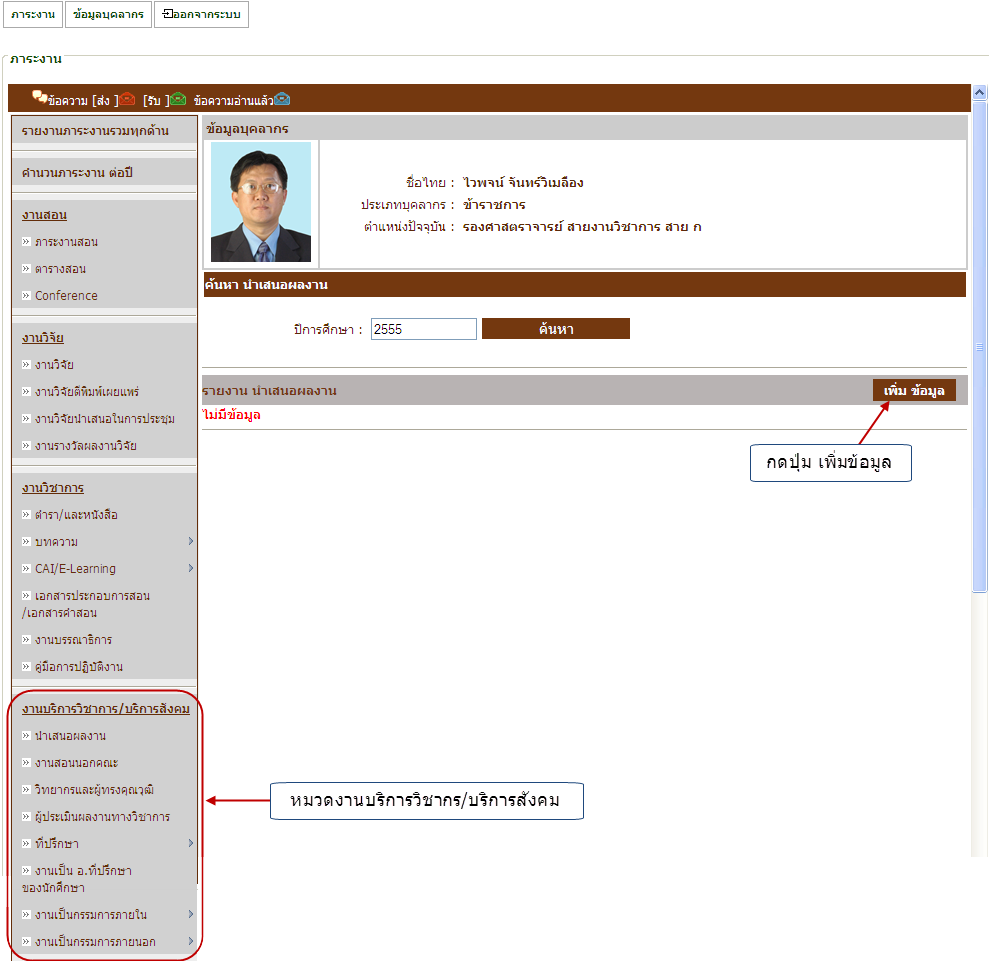 ภาระงาน ข้อมูลบุคลากร ออกจากระบบ
ภาระงาน
ข้อความ [ส่ง ] [รับ ] ข้อความอ่านแล้ว
รายงานภาระงานรวมทุกด้าน
คำนวนภาระงาน ต่อปี
งานสอน
ภาระงานสอน
ตารางสอน
Conference
งานวิจัย
งานวิจัย
งานวิจัยตีพิมพ์เผยแพร่
งานวิจัยนำเสนอในการประชุม
งานรางวัลผลงานวิจัย
งานวิชาการ
ตำรา/และหนังสือ
บทความ
CAI/E-Learning
เอกสารประกอบการสอน
/เอกสารคำสอน
งานบรรณาธิการ
คู่มือการปฏิบัติงาน
งานบริการวิชาการ/บริการสังคม
นำเสนอผลงาน
งานสอนนอกคณะ
วิทยากรและผู้ทรงคุณวุฒิ
ผู้ประเมินผลงานทางวิชาการ
ที่ปรึกษา
งานเป็น อ.ที่ปรึกษา
ของนักศึกษา
งานเป็นกรรมการภายใน
งานเป็นกรรมการภายนอก
ข้อมูลบุคลากร
ชื่อไทย : ไวพจน์ จันทร์วิเมลือง
ประเภทบุคลากร : ข้าราชการ
ตำแหน่งปัจจุบัน : รองศาสตราจารย์ สายงานวิชาการ สาย ก
ค้นหา นำเสนอผลงาน
ปีการศึกษา : 2555 ค้นหา
รายงาน นำเสนอผลงาน เพิ่ม ข้อมูล
ไม่มีข้อมูล
กดปุ่ม เพิ่มข้อมูล
หมวดงานบริการวิชากร/บริการสังคม